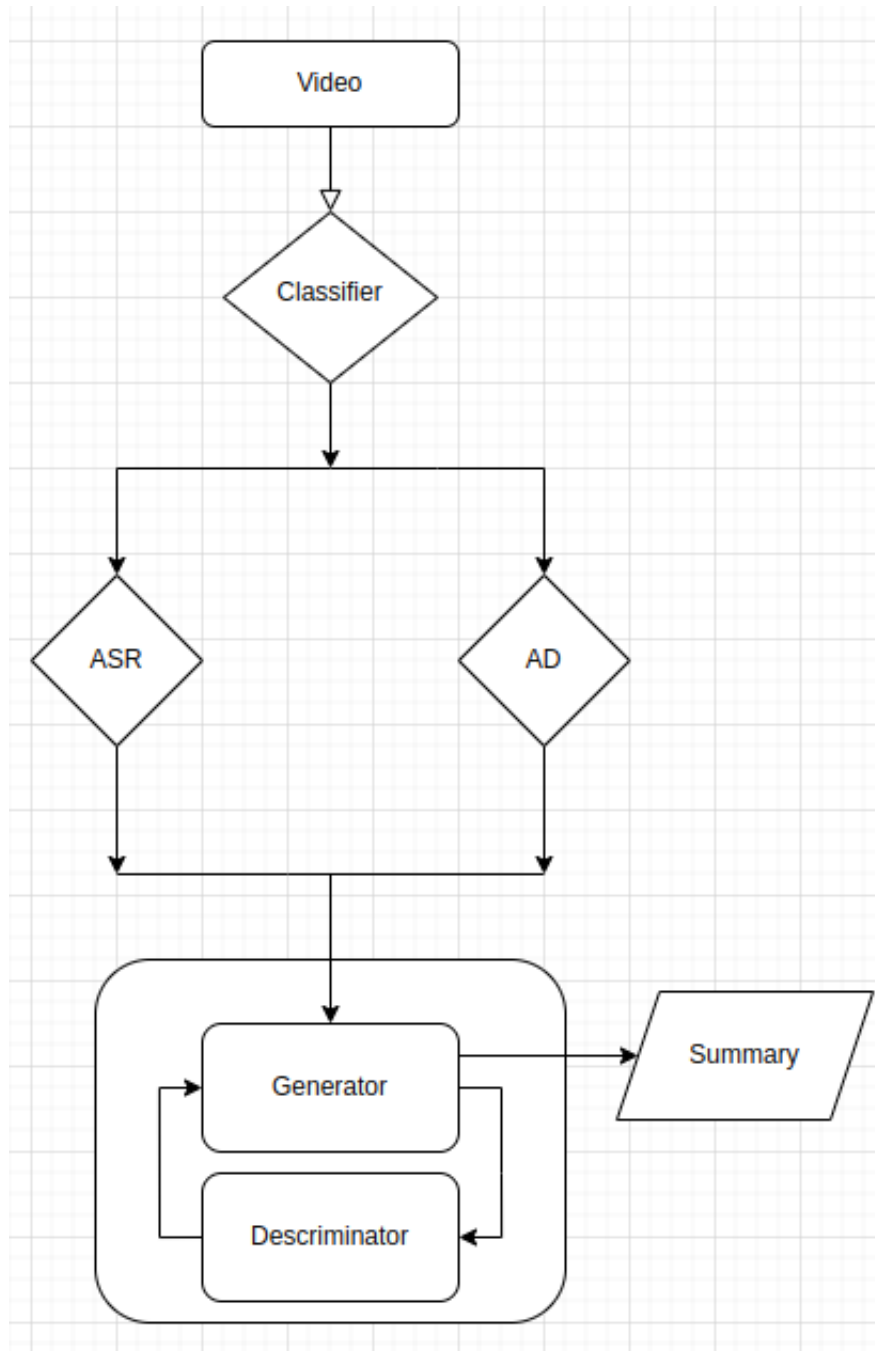 Video
Classifier
ASR
AD
Generator
Summary
Descriminator